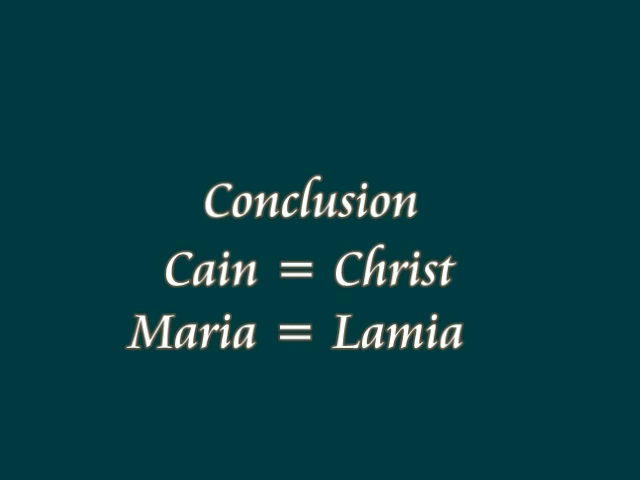 Conclusion
Cain = Christ
Maria = Lamia